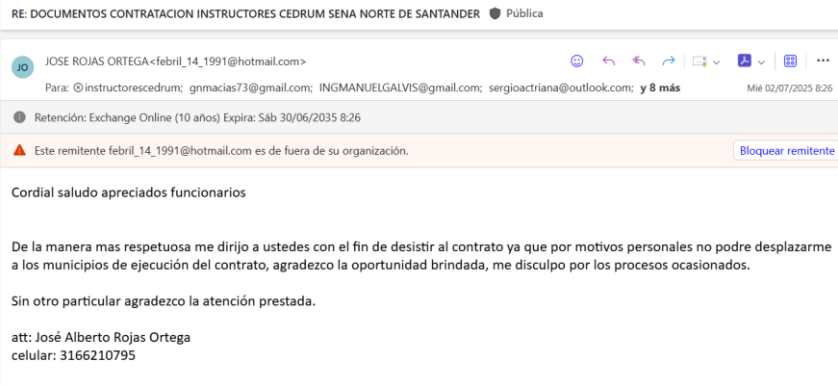 RE: DOCUMENTOS CONTRATACION INSTRUCTORES CEDRUM SENA NORTE DE SANTANDER Pública
JO
JOSE ROJAS ORTEGA<febril_14_1991@hotmail.com>
Para: instructorescedrum; gnmacias73@gmail.com; INGMANUELGALVIS@gmail.com; sergioactriana@outlook.com; y 8 más
Mié 02/07/2025 8:26
Retención: Exchange Online (10 años) Expira: Sáb 30/06/2035 8:26
Este remitente febril_14_1991@hotmail.com es de fuera de su organización.
Bloquear remitente
Cordial saludo apreciados funcionarios
De la manera mas respetuosa me dirijo a ustedes con el fin de desistir al contrato ya que por motivos personales no podre desplazarme
a los municipios de ejecución del contrato, agradezco la oportunidad brindada, me disculpo por los procesos ocasionados.
Sin otro particular agradezco la atención prestada.
att: José Alberto Rojas Ortega
celular: 3166210795